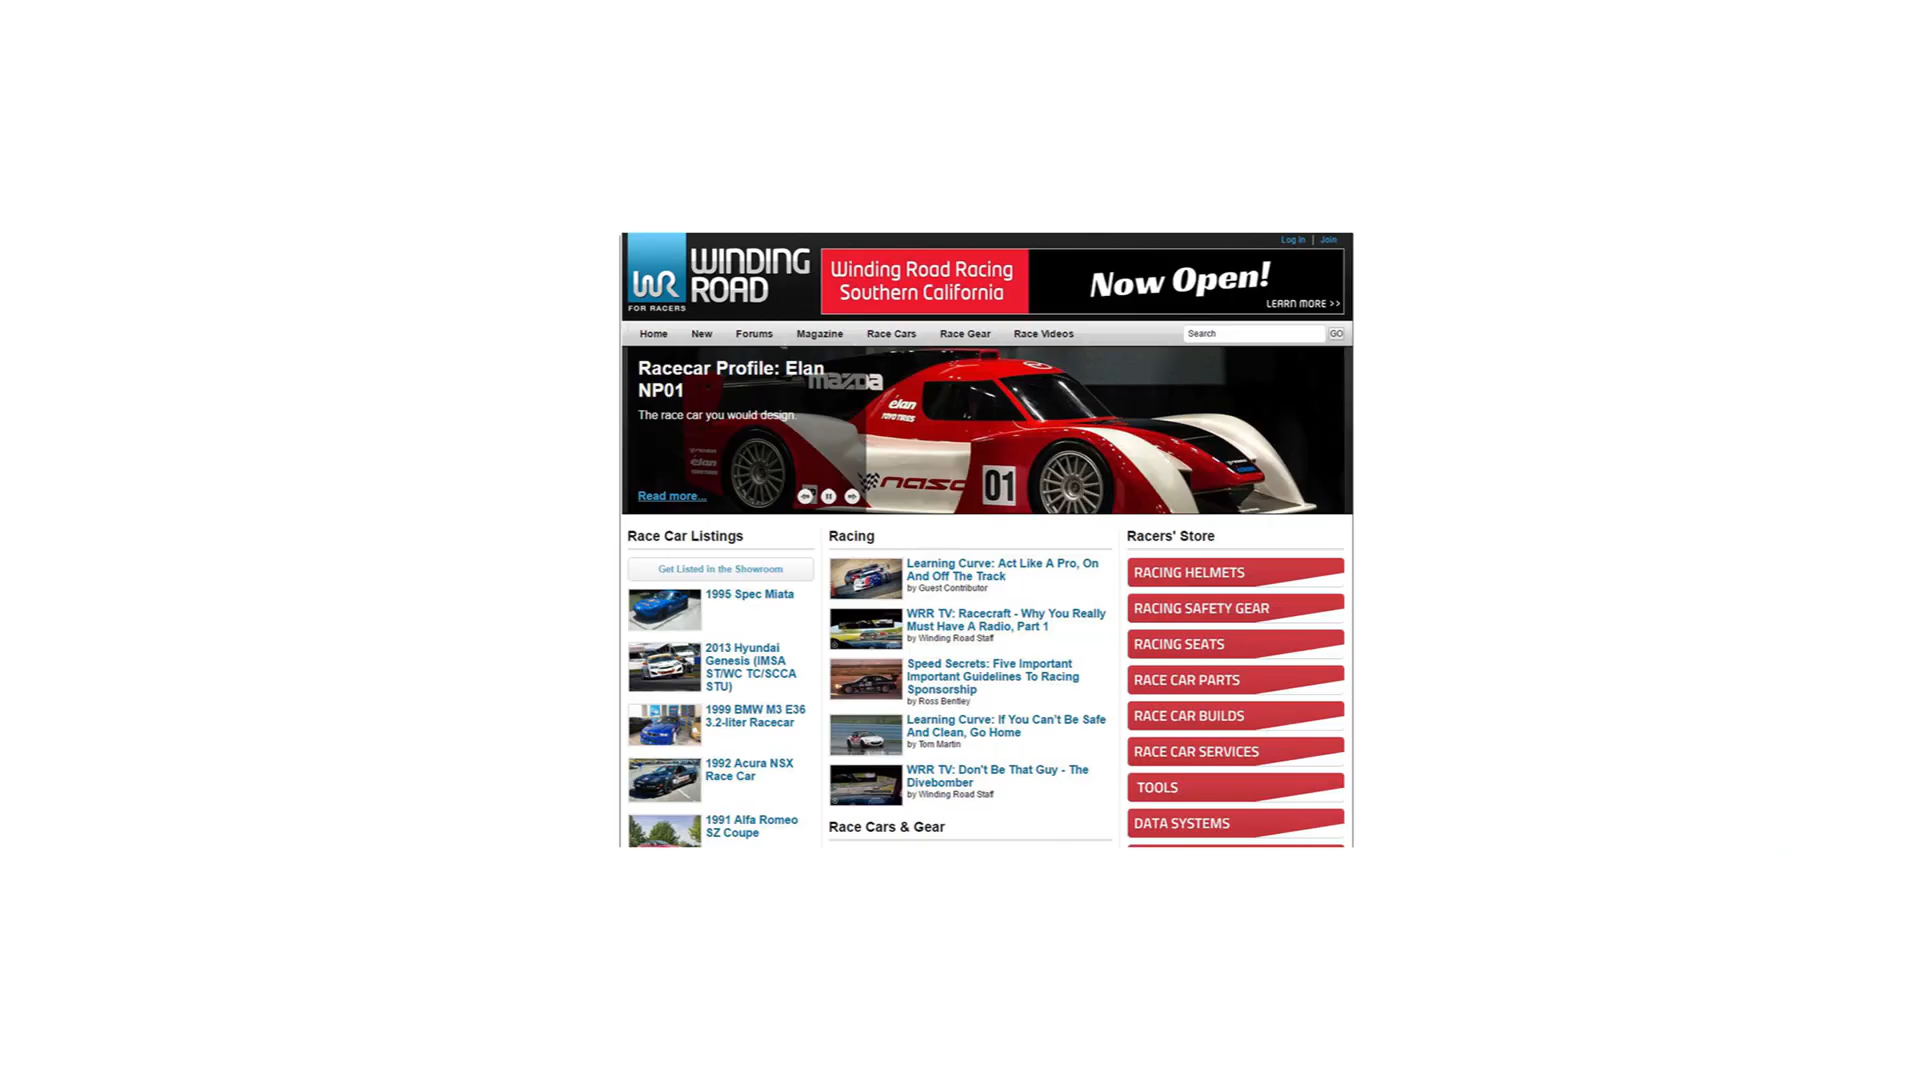 Log In | Join
WR
FOR RACERS
WINDING
ROAD
Winding Road Racing
Southern California
Now Open!
LEARN MORE >>
Home New Forums Magazine Race Cars Race Gear Race Videos
Search
GO
Racecar Profile: Elan
NP01
The race car you would design.
Read more...
mazda
elan
TOYO TIRES
elan
nasa
01
Race Car Listings
Get Listed in the Showroom
1995 Spec Miata
2013 Hyundai
Genesis (IMSA
ST/WC TC/SCCA
STU)
1999 BMW M3 E36
3.2-liter Racecar
1992 Acura NSX
Race Car
1991 Alfa Romeo
SZ Coupe
Racing
Learning Curve: Act Like A Pro, On
And Off The Track
by Guest Contributor
WRR TV: Racecraft - Why You Really
Must Have A Radio, Part 1
by Winding Road Staff
Speed Secrets: Five Important
Important Guidelines To Racing
Sponsorship
by Ross Bentley
Learning Curve: If You Can't Be Safe
And Clean, Go Home
by Tom Martin
WRR TV: Don't Be That Guy - The
Divebomber
by Winding Road Staff
Race Cars & Gear
Racers' Store
RACING HELMETS
RACING SAFETY GEAR
RACING SEATS
RACE CAR PARTS
RACE CAR BUILDS
RACE CAR SERVICES
TOOLS
DATA SYSTEMS